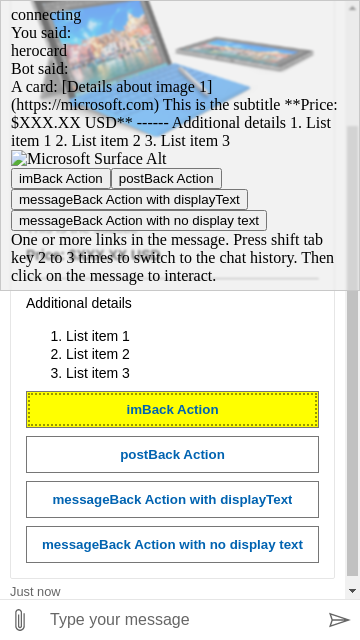 connecting
You said:
herocard
Bot said:
A card: [Details about image 1]
(https://microsoft.com) This is the subtitle **Price:
$XXX.XX USD** ------ Additional details 1. List
item 1 2. List item 2 3. List item 3
Microsoft Surface Alt
imBack Action postBack Action
messageBack Action with displayText
messageBack Action with no display text
One or more links in the message. Press shift tab
key 2 to 3 times to switch to the chat history. Then
click on the message to interact.
Additional details
1. List item 1
2. List item 2
3. List item 3
imBack Action
postBack Action
messageBack Action with displayText
messageBack Action with no display text
Just now
Type your message